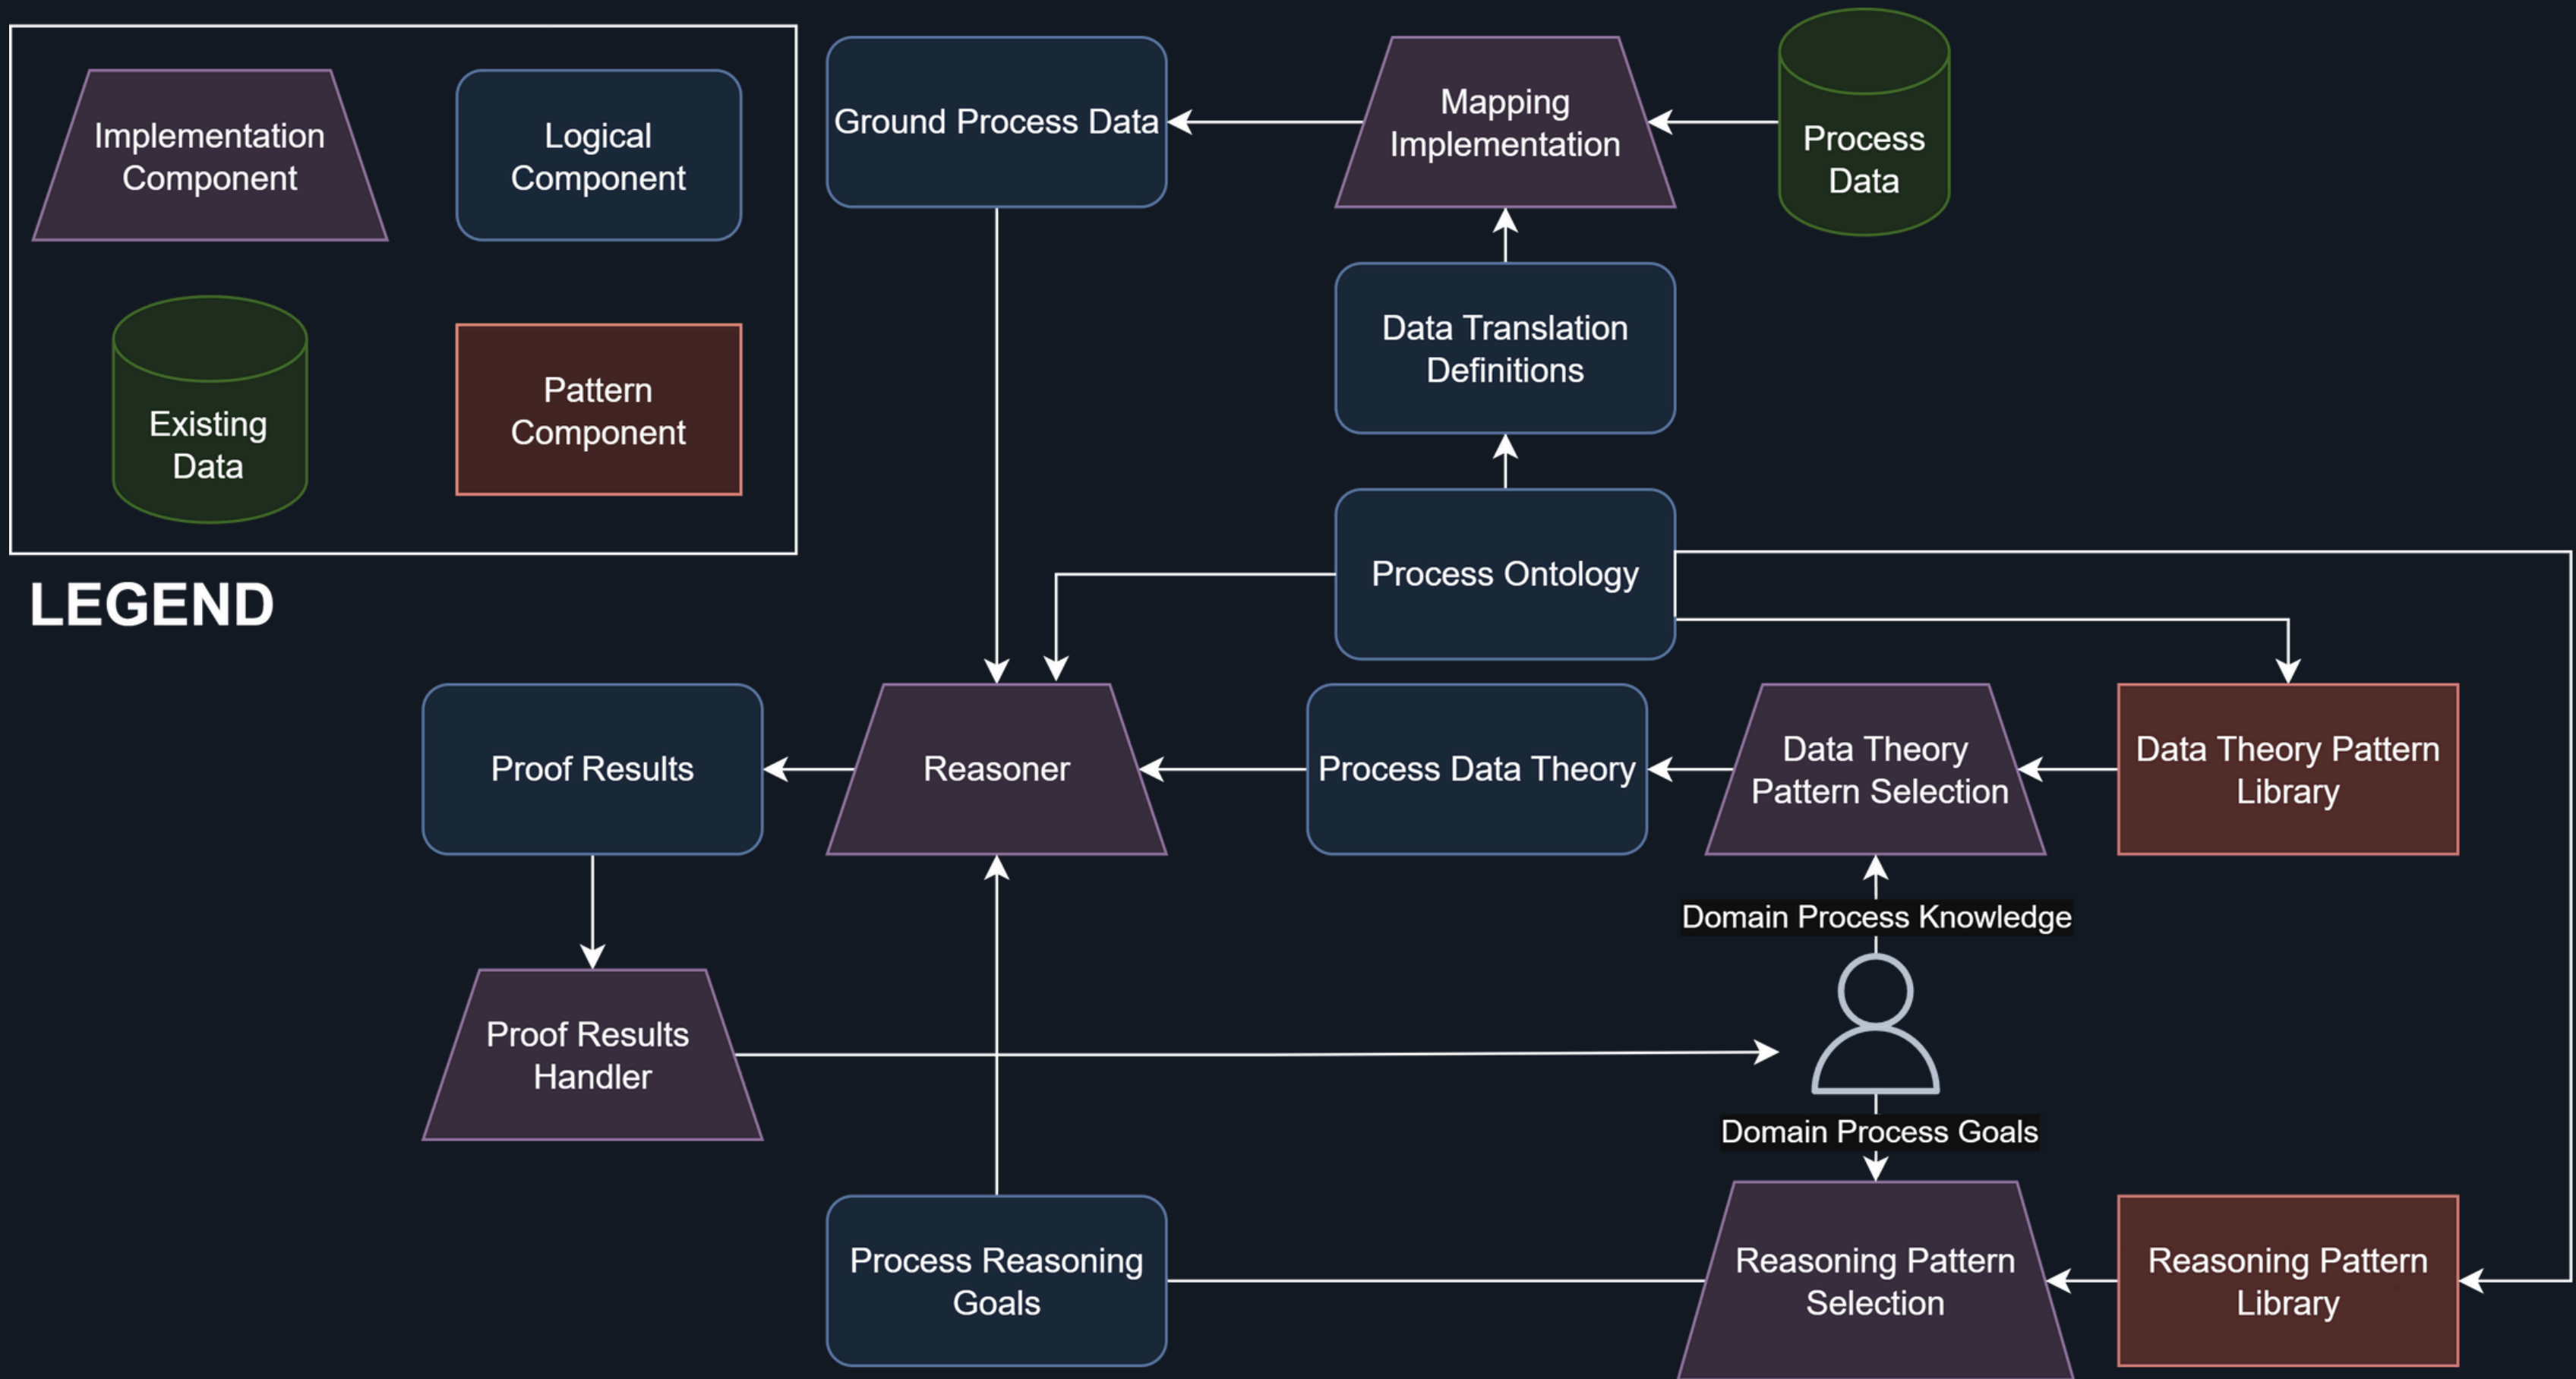 Implementation
Component
Logical
Component
Existing
Data
Pattern
Component
LEGEND
Ground Process Data
Mapping
Implementation
Process
Data
Data Translation
Definitions
Process Ontology
Proof Results
Reasoner
Process Data Theory
Data Theory
Pattern Selection
Data Theory Pattern
Library
Domain Process Knowledge
Proof Results
Handler
Domain Process Goals
Process Reasoning
Goals
Reasoning Pattern
Selection
Reasoning Pattern
Library